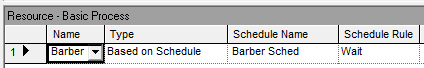 Resource - Basic Process
Name Type Schedule Name Schedule Rule
1 Barber Based on Schedule Barber Sched Wait